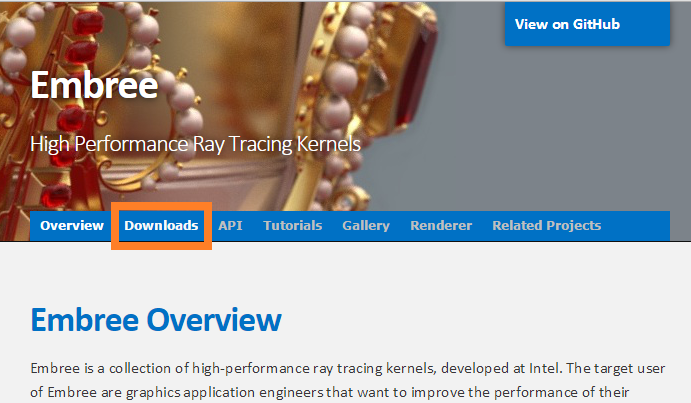 View on GitHub
Embree
High Performance Ray Tracing Kernels
Overview Downloads API Tutorials Gallery Renderer Related Projects
Embree Overview
Embree is a collection of high-performance ray tracing kernels, developed at Intel. The target user
of Embree are graphics application engineers that want to improve the performance of their